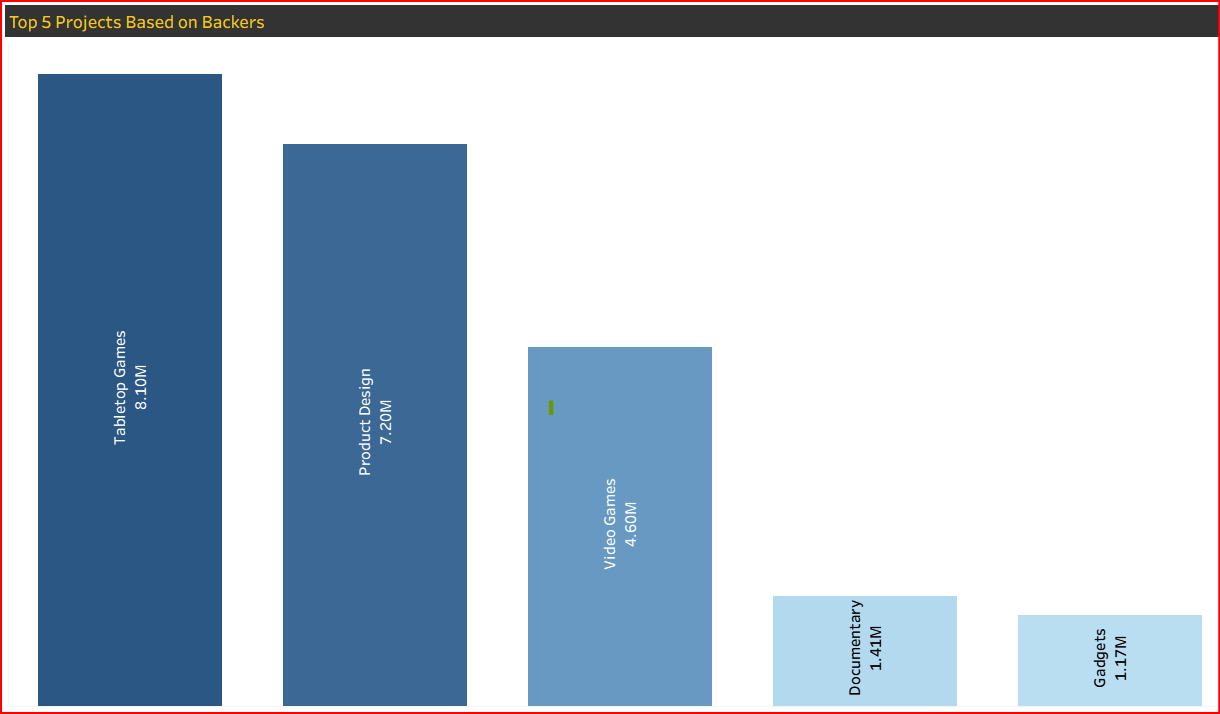 Top 5 Projects Based on Backers
Tabletop Games
8.10M
Product Design
7.20M
Video Games
4.60M
Documentary
1.41M
Gadgets
1.17M